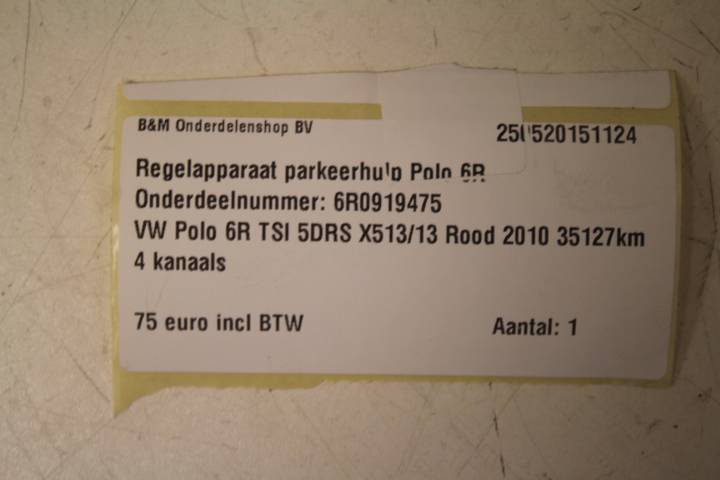 B&M Onderdelenshop BV
Regelapparaat parkeerhulp Polo 6R
Onderdeelnummer: 6R0919475
VW Polo 6R TSI 5DRS X513/13 Rood 2010 35127km
4 kanaals
75 euro incl BTW
Aantal: 1